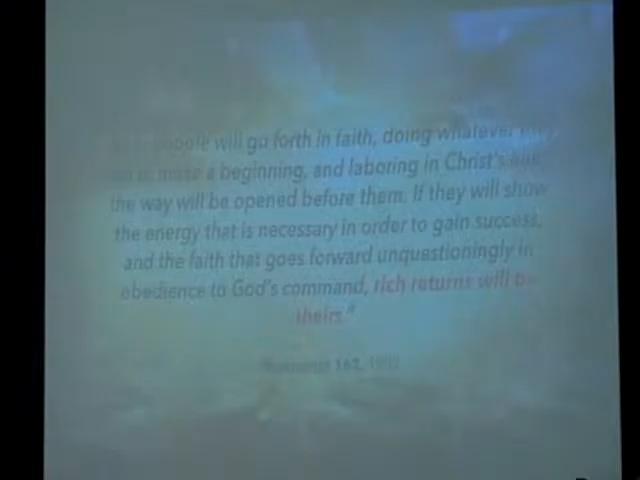 people will go forth in faith, doing whatever they
make a beginning, and laboring in Christ's
the way will be opened before them. If they will show
the energy that is necessary in order to gain success,
and the faith that goes forward unquestioningly in
obedience to God's command, rich returns will be
theirs."